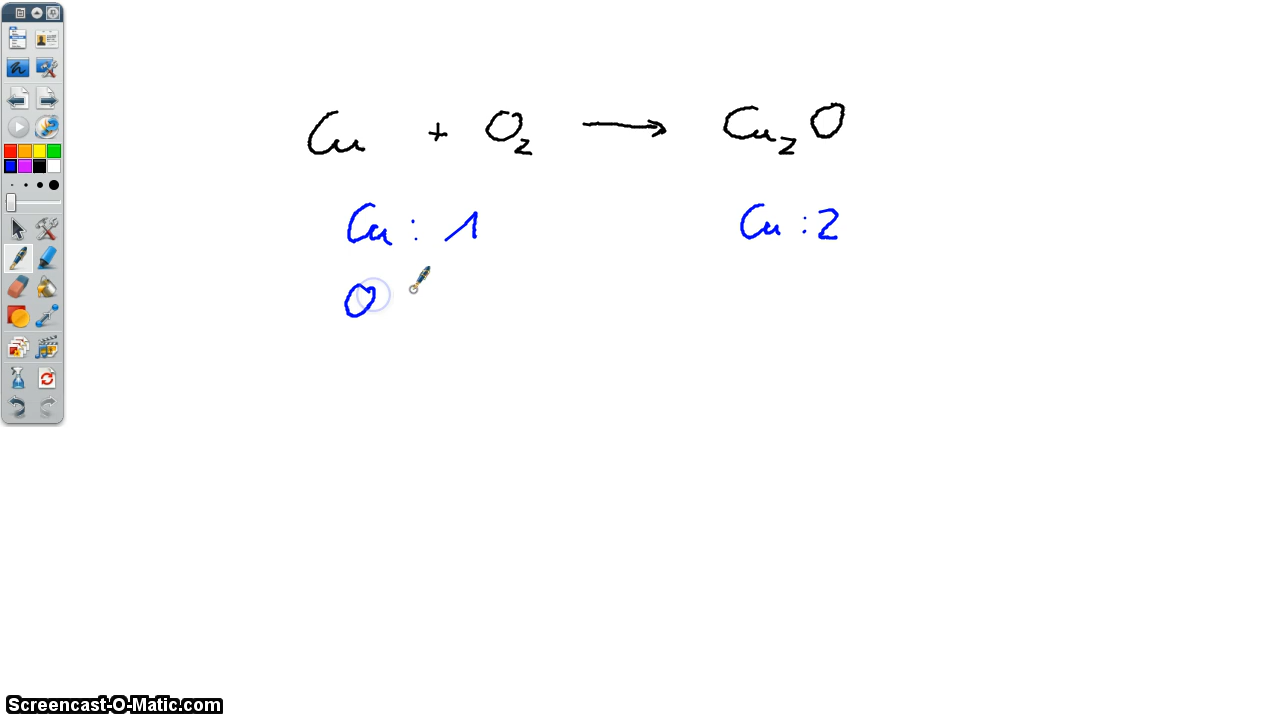 Cu + O₂ → Cu₂O
Cu : 1 Cu : 2
O
Screencast-O-Matic.com